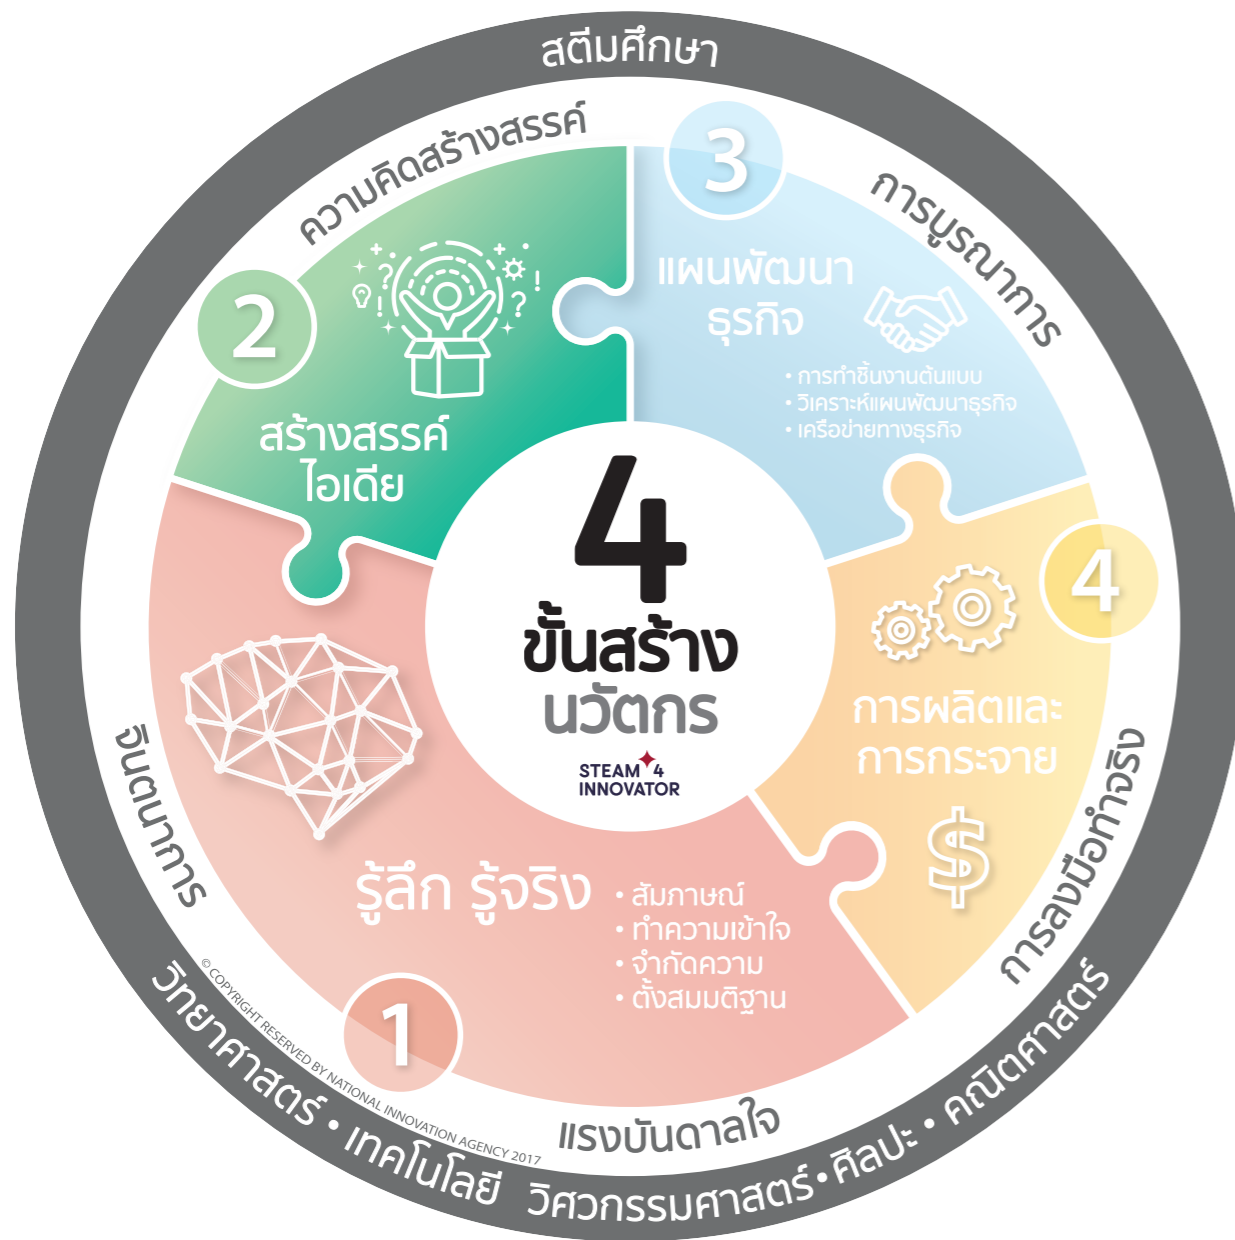 สตีมศึกษา
ความคิดสร้างสรรค์
การบูรณาการ
3
แผนพัฒนา
ธุรกิจ
• การทำชิ้นงานต้นแบบ
• วิเคราะห์แผนพัฒนาธุรกิจ
• เครือข่ายทางธุรกิจ
2
สร้างสรรค์
ไอเดีย
4
ขั้นสร้าง
นวัตกร
STEAM 4
INNOVATOR
4
การผลิตและ
การกระจาย
$
การลงมือทำจริง
จินตนาการ
รู้ลึก รู้จริง
• สัมภาษณ์
• ทำความเข้าใจ
• จำกัดความ
• ตั้งสมมติฐาน
1
แรงบันดาลใจ
© COPYRIGHT RESERVED BY NATIONAL INNOVATION AGENCY 2017
วิทยาศาสตร์ • เทคโนโลยี วิศวกรรมศาสตร์ • ศิลปะ • คณิตศาสตร์